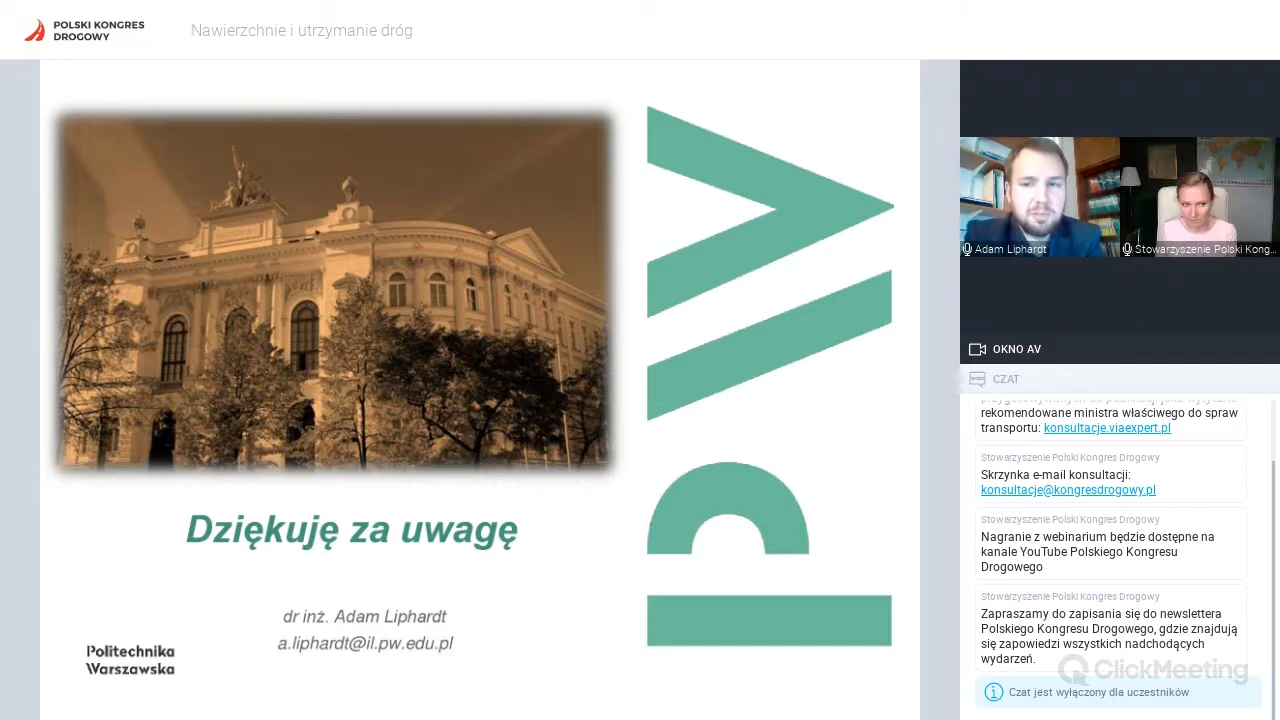 POLSKI KONGRES
DROGOWY
Nawierzchnie i utrzymanie dróg
Dziękuję za uwagę
dr inż. Adam Liphardt
a.liphardt@il.pw.edu.pl
Politechnika
Warszawska
Adam Liphardt
Stowarzyszenie Polski Kong...
OKNO AV
CZAT
rekomendowane ministra właściwego do spraw
transportu: konsultacje.viaexpert.pl
Stowarzyszenie Polski Kongres Drogowy
Skrzynka e-mail konsultacji:
konsultacje@kongresdrogowy.pl
Stowarzyszenie Polski Kongres Drogowy
Nagranie z webinarium będzie dostępne na
kanale YouTube Polskiego Kongresu
Drogowego
Stowarzyszenie Polski Kongres Drogowy
Zapraszamy do zapisania się do newslettera
Polskiego Kongresu Drogowego, gdzie znajdują
się zapowiedzi wszystkich nadchodzących
wydarzeń.
ClickMeeting
Czat jest wyłączony dla uczestników